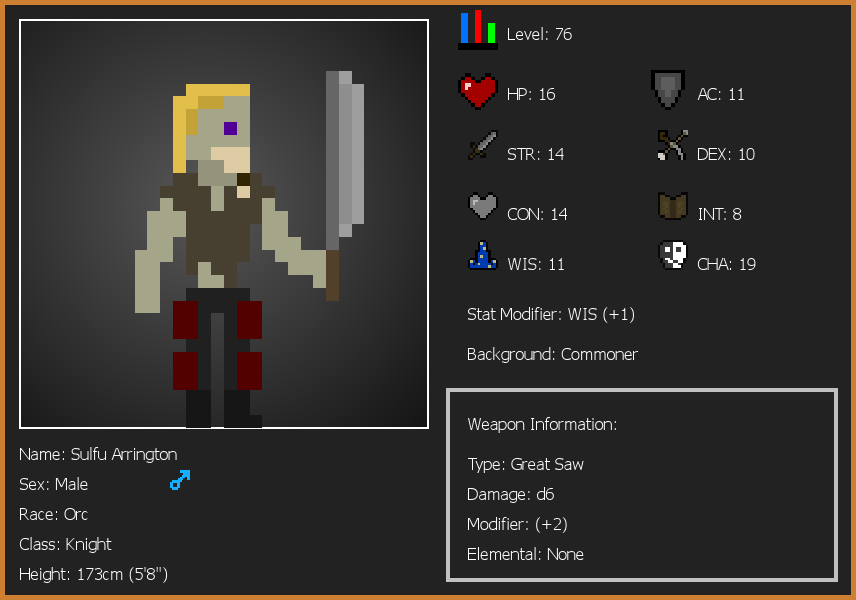 Level: 76
HP: 16
AC: 11
STR: 14
DEX: 10
CON: 14
INT: 8
WIS: 11
CHA: 19
Stat Modifier: WIS (+1)
Background: Commoner
Weapon Information:
Type: Great Saw
Damage: d6
Modifier: (+2)
Elemental: None
Name: Sulfu Arrington
Sex: Male
Race: Orc
Class: Knight
Height: 173cm (5'8")